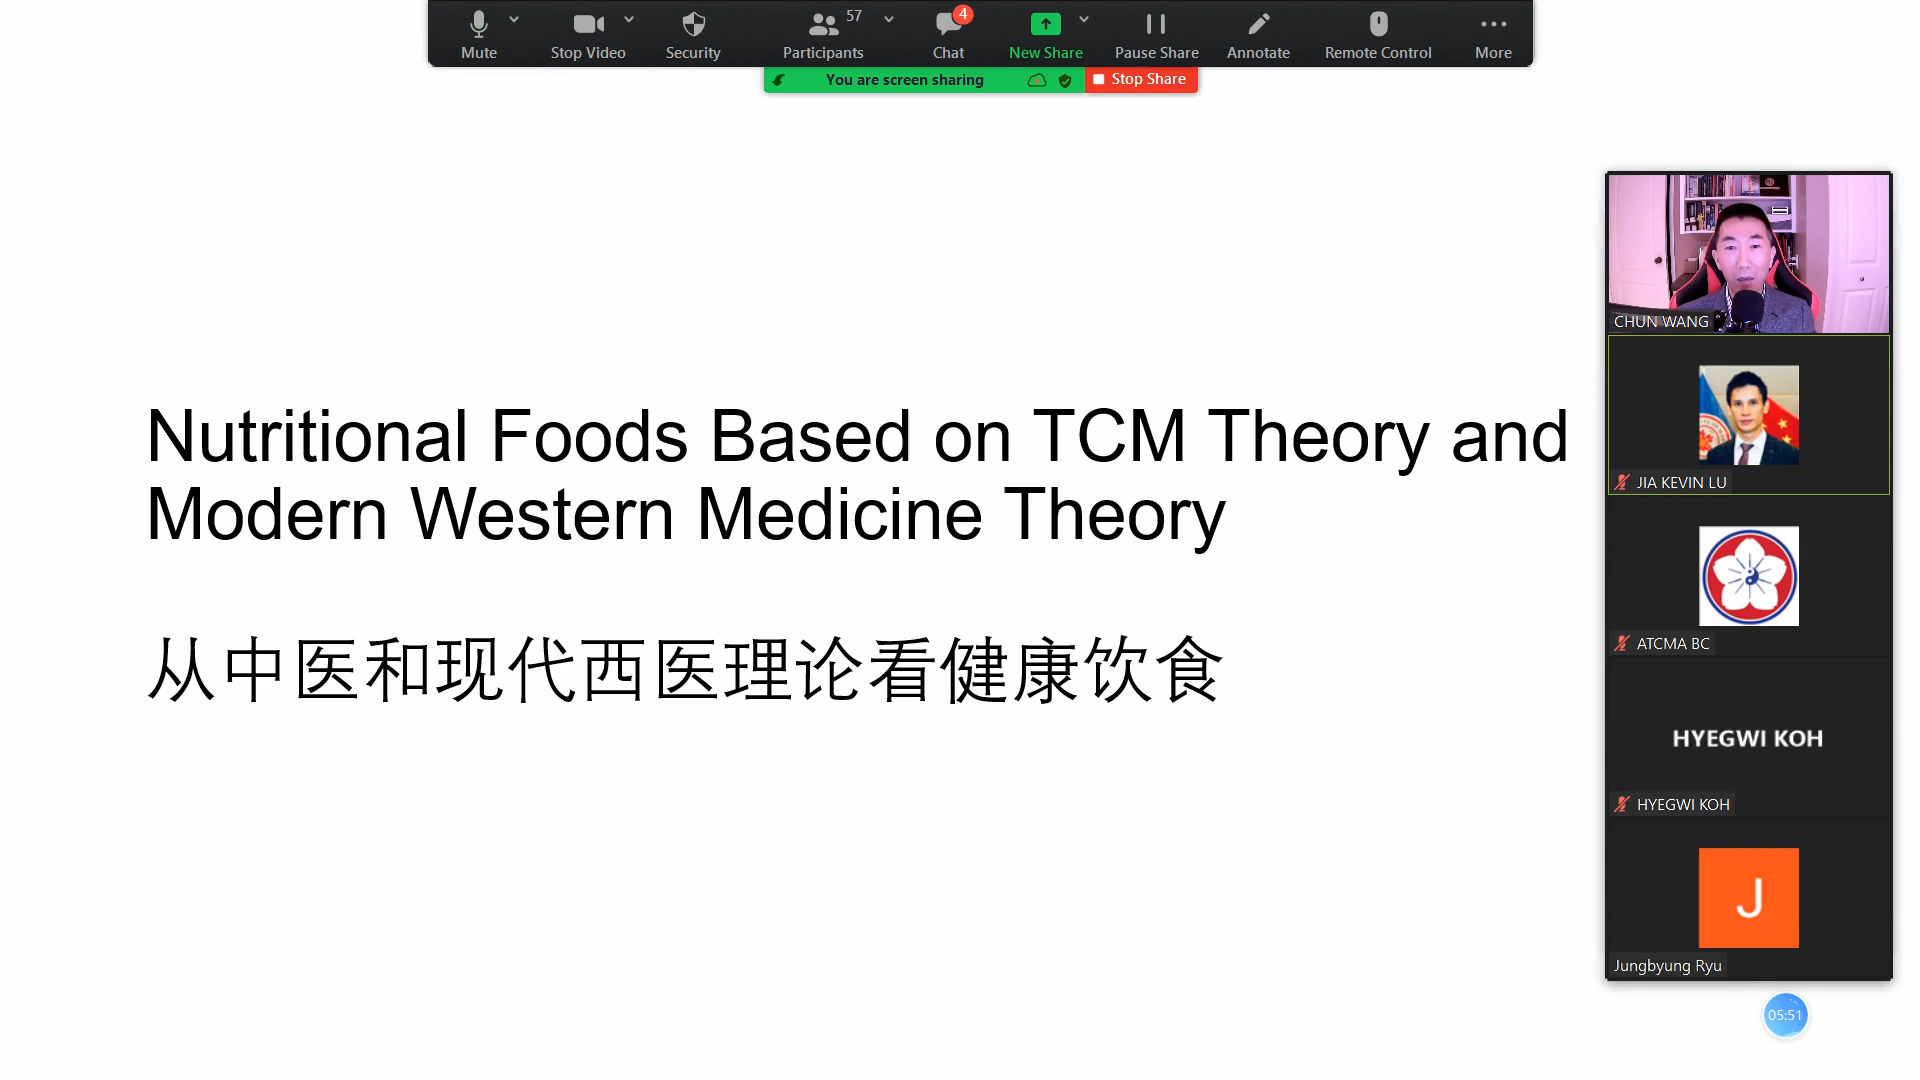 57
4
Mute
Stop Video
Security
Participants
Chat
New Share
Pause Share
Annotate
Remote Control
More
You are screen sharing
Stop Share
Nutritional Foods Based on TCM Theory and
Modern Western Medicine Theory
从中医和现代西医理论看健康饮食
CHUN WANG
JIA KEVIN LU
ATCMA BC
HYEGWI KOH
HYEGWI KOH
J
Jungbyung Ryu
05:51